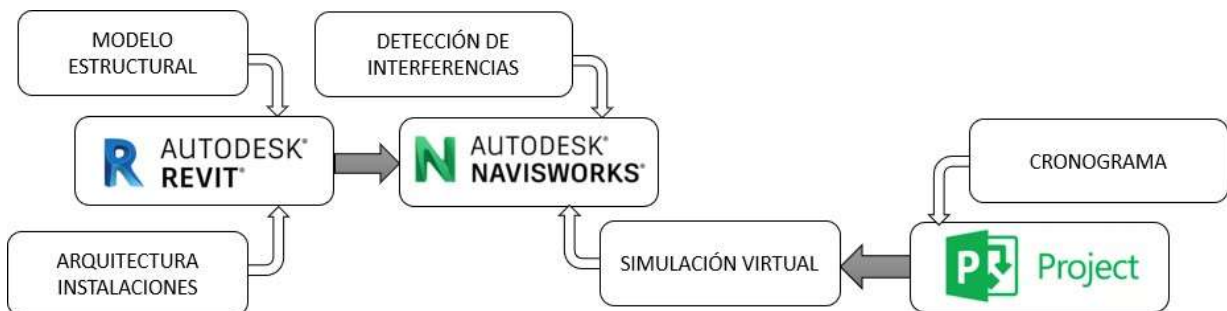 MODELO
ESTRUCTURAL
DETECCIÓN DE
INTERFERENCIAS
R AUTODESK®
REVIT®
N AUTODESK®
NAVISWORKS®
CRONOGRAMA
ARQUITECTURA
INSTALACIONES
SIMULACIÓN VIRTUAL
P Project